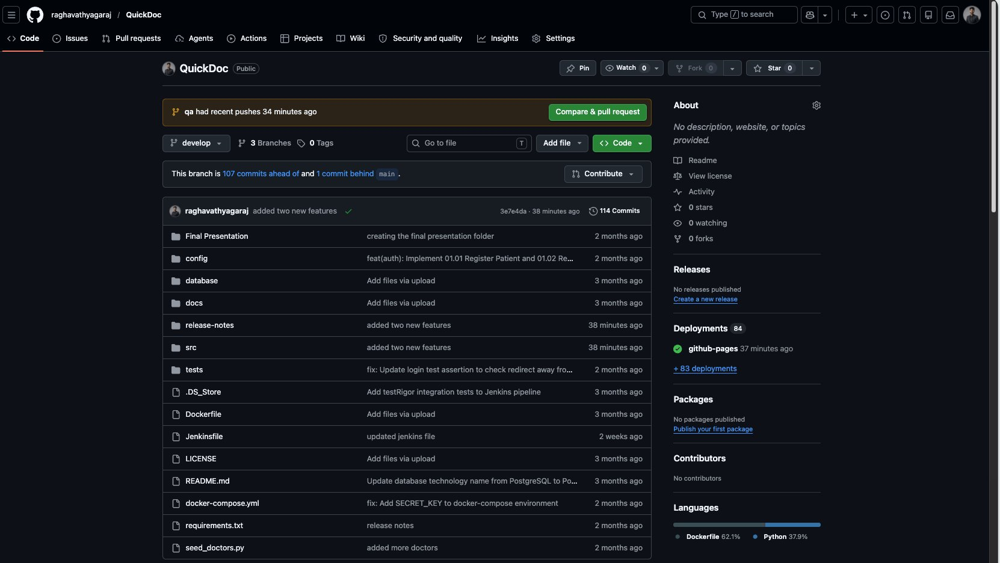 raghavathyagaraj / QuickDoc
Type / to search
Code Issues Pull requests Agents Actions Projects Wiki Security and quality Insights Settings
QuickDoc Public
Pin Watch 0 Fork 0 Star 0
qa had recent pushes 34 minutes ago
Compare & pull request
develop 3 Branches 0 Tags
Go to file T Add file Code
This branch is 107 commits ahead of and 1 commit behind main .
Contribute
raghavathyagaraj added two new features 3e7e4da · 38 minutes ago 114 Commits
Final Presentation creating the final presentation folder 2 months ago
config feat(auth): Implement 01.01 Register Patient and 01.02 Re... 2 months ago
database Add files via upload 3 months ago
docs Add files via upload 3 months ago
release-notes added two new features 38 minutes ago
src added two new features 38 minutes ago
tests fix: Update login test assertion to check redirect away fro... 2 months ago
.DS_Store Add testRigor integration tests to Jenkins pipeline 3 months ago
Dockerfile Add files via upload 3 months ago
Jenkinsfile updated jenkins file 2 weeks ago
LICENSE Add files via upload 3 months ago
README.md Update database technology name from PostgreSQL to Po... 3 months ago
docker-compose.yml fix: Add SECRET_KEY to docker-compose environment 2 months ago
requirements.txt release notes 2 months ago
seed_doctors.py added more doctors 2 months ago
About
No description, website, or topics
provided.
Readme
View license
Activity
0 stars
0 watching
0 forks
Releases
No releases published
Create a new release
Deployments 84
github-pages 37 minutes ago
+ 83 deployments
Packages
No packages published
Publish your first package
Contributors
No contributors
Languages
Dockerfile 62.1% Python 37.9%